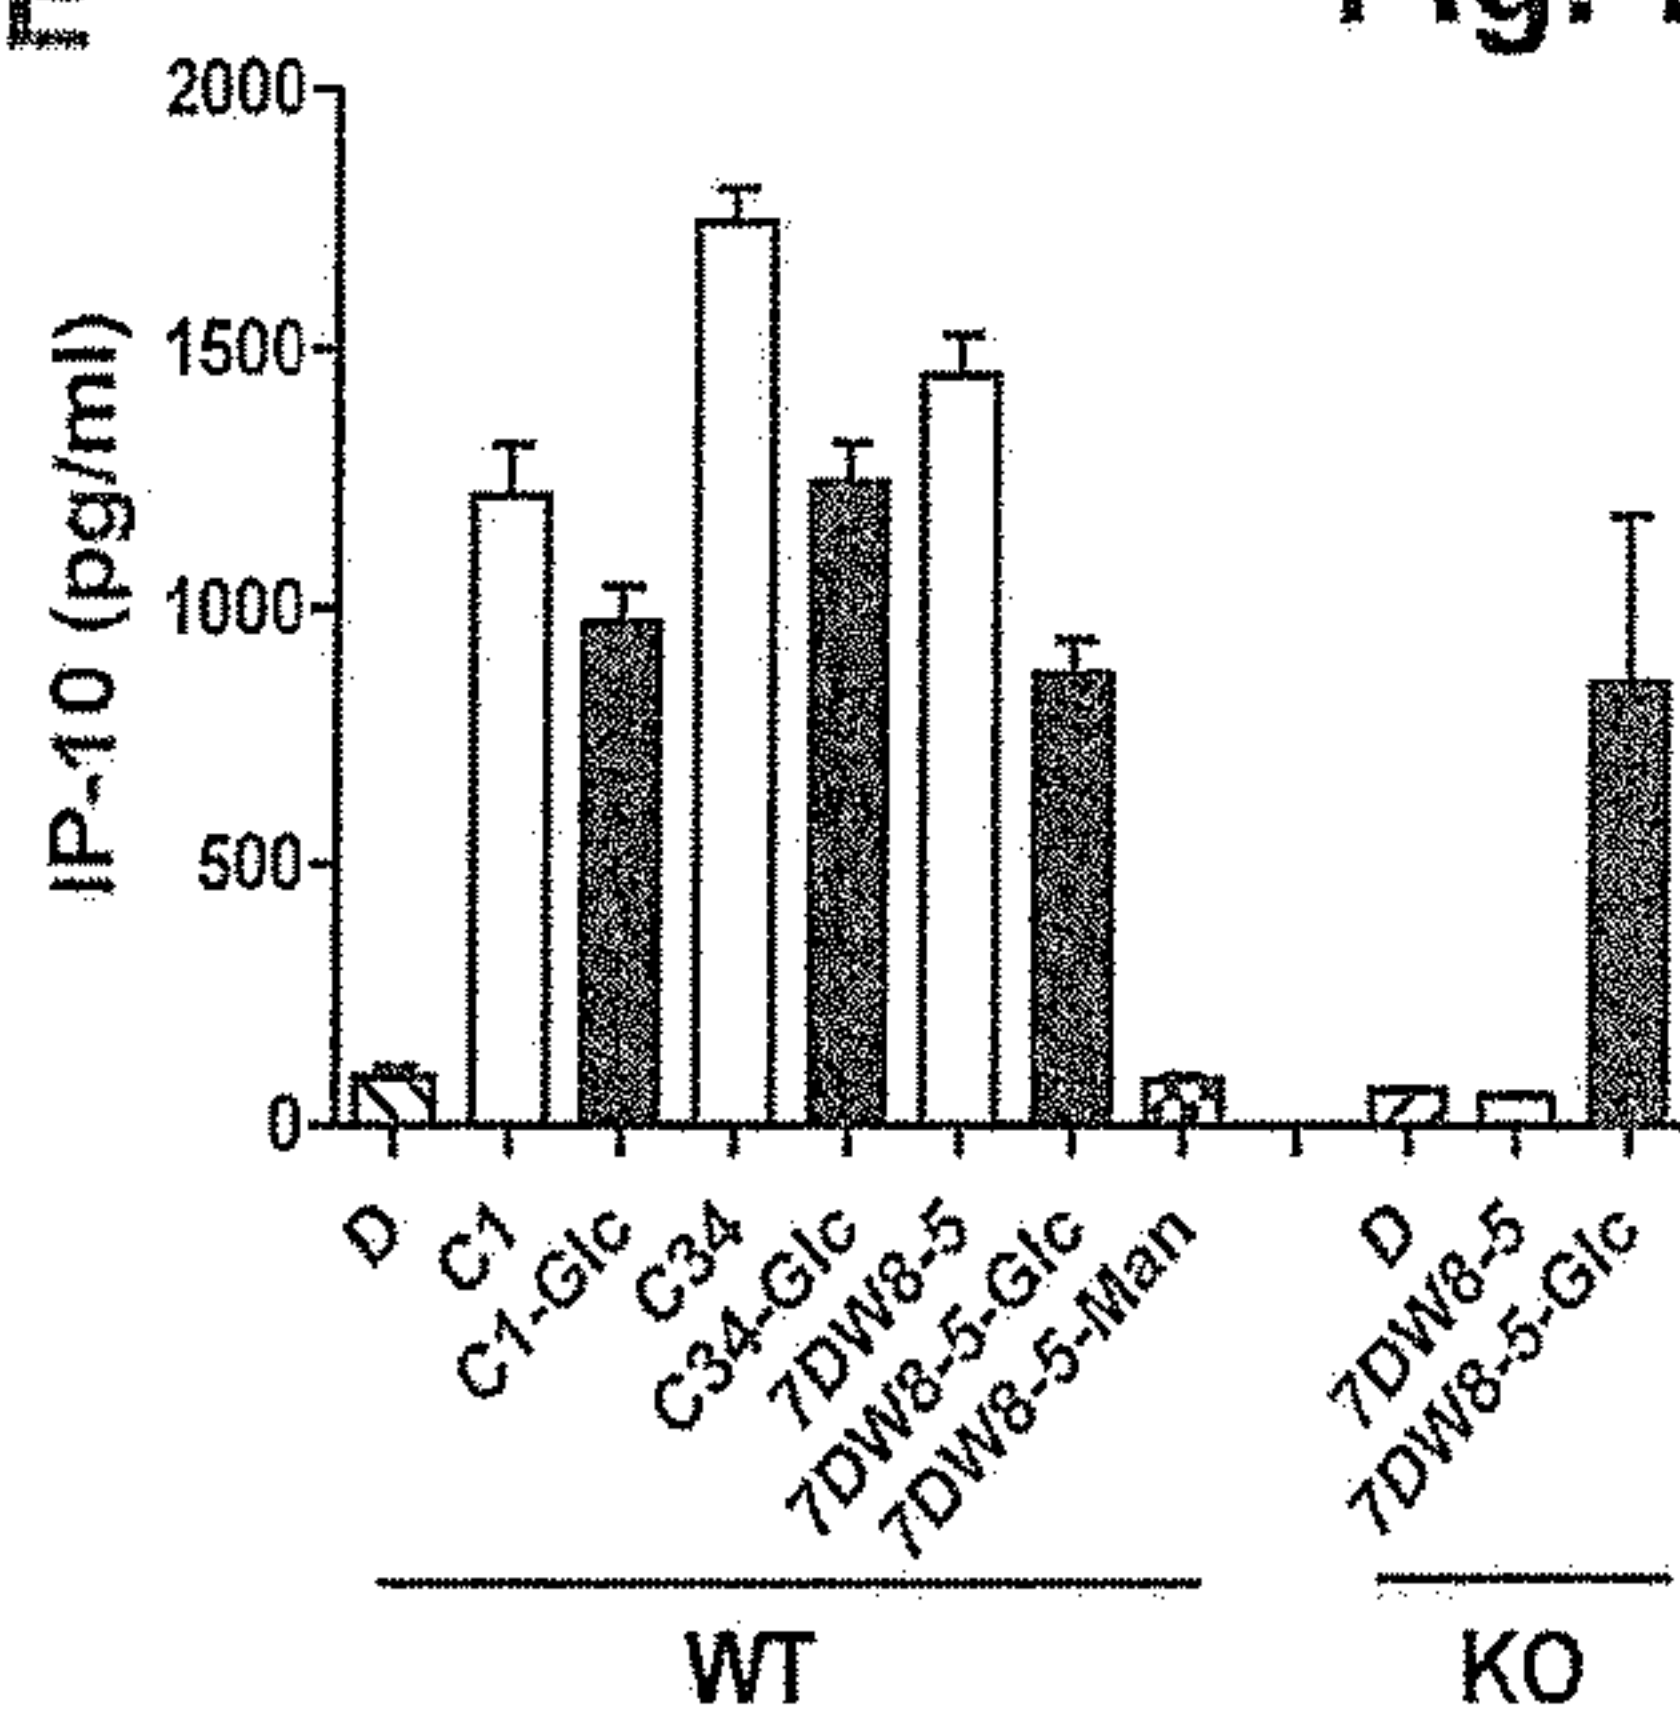 2000
1500
1000
500
0
IP-10 (pg/ml)
D
C1
C1-Glc
C34
C34-Glc
7DW8-5
7DW8-5-Glc
7DW8-5-Man
D
7DW8-5
7DW8-5-Glc
WT
KO